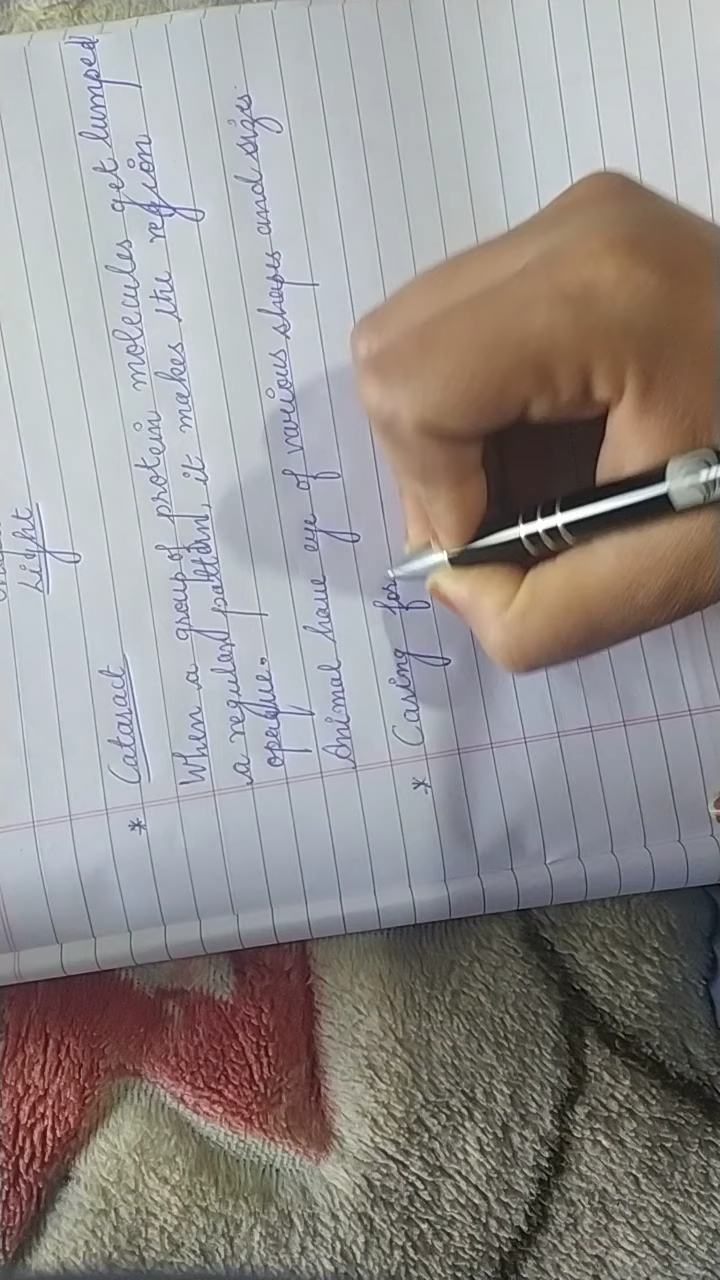 Light
* Cataract
When a group of protein molecules get lumped
a regular pattern, it makes the region
opaque.
Animal have eye of various shapes and sizes.
* Caring for